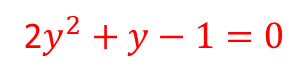 2y² + y − 1 = 0